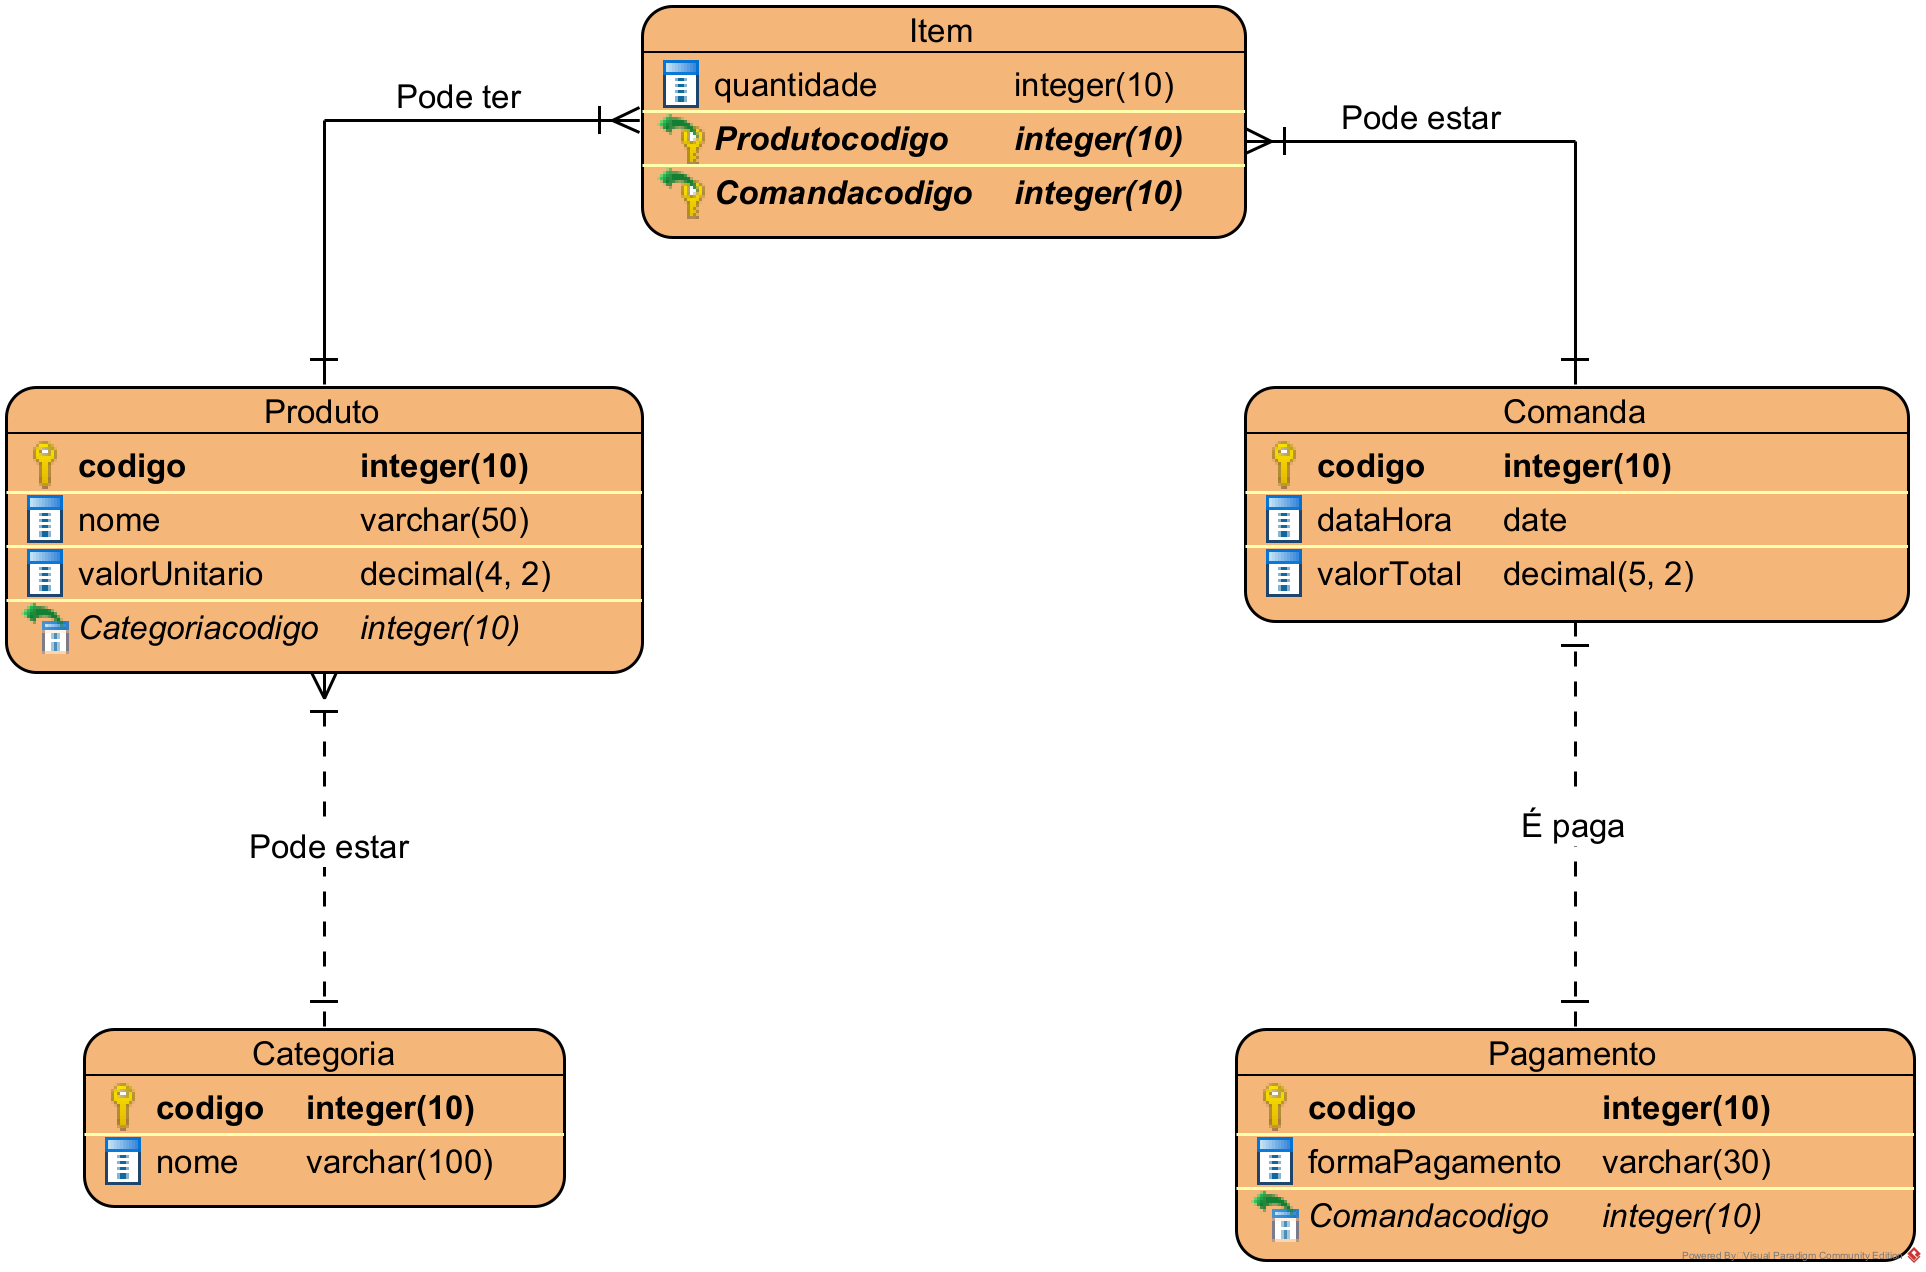 Item
quantidade integer(10)
Produtocodigo integer(10)
Comandacodigo integer(10)
Pode ter
Pode estar
Produto
codigo integer(10)
nome varchar(50)
valorUnitario decimal(4, 2)
Categoriacodigo integer(10)
Comanda
codigo integer(10)
dataHora date
valorTotal decimal(5, 2)
Pode estar
É paga
Categoria
codigo integer(10)
nome varchar(100)
Pagamento
codigo integer(10)
formaPagamento varchar(30)
Comandacodigo integer(10)
Powered By Visual Paradigm Community Edition